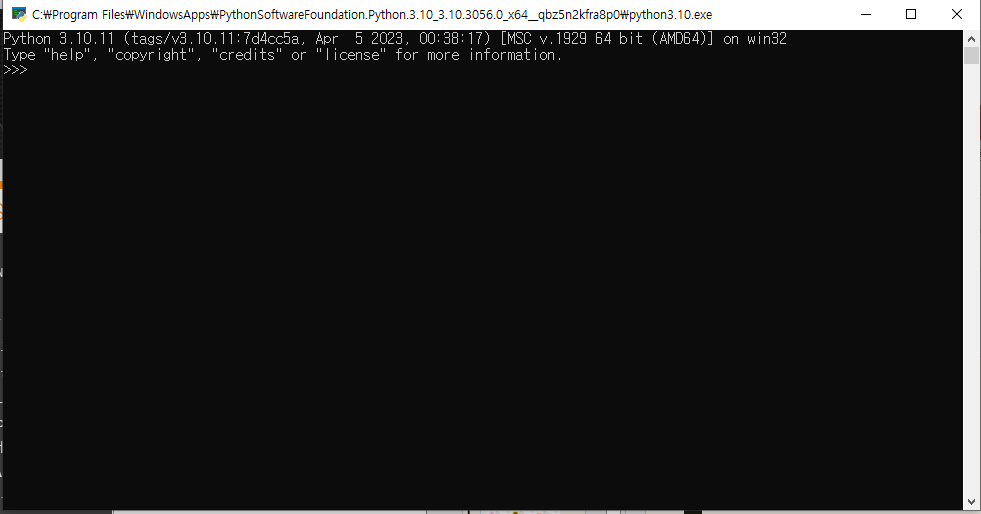 C:₩Program Files₩WindowsApps₩PythonSoftwareFoundation.Python.3.10_3.10.3056.0_x64__qbz5n2kfra8p0₩python3.10.exe
Python 3.10.11 (tags/v3.10.11:7d4cc5a, Apr  5 2023, 00:38:17) [MSC v.1929 64 bit (AMD64)] on win32
Type "help", "copyright", "credits" or "license" for more information.
>>>